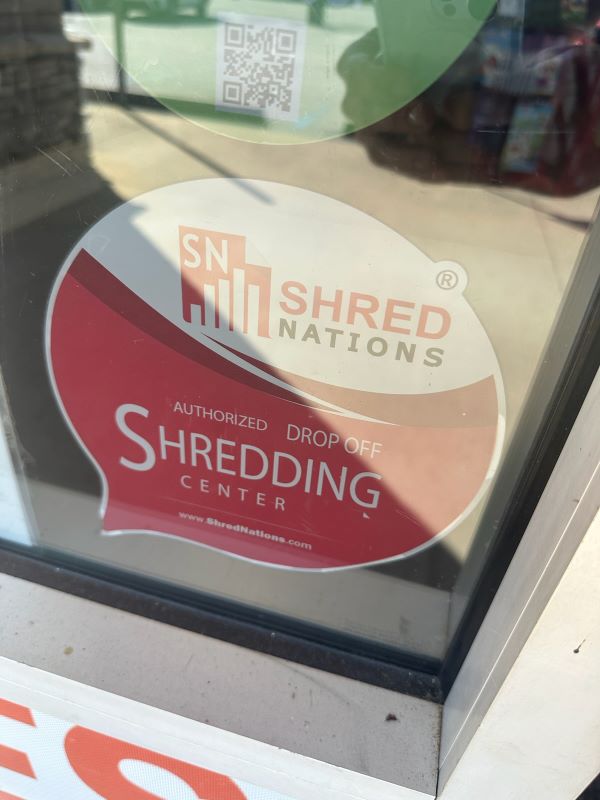 SN
SHRED
NATIONS
®
AUTHORIZED DROP OFF
SHREDDING
CENTER
www.ShredNations.com